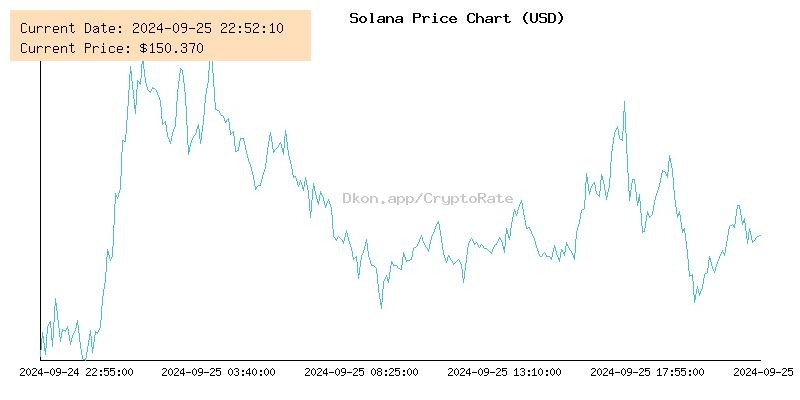 Solana Price Chart (USD)
Current Date: 2024-09-25 22:52:10
Current Price: $150.370
Dkon.app/CryptoRate
2024-09-24 22:55:00 2024-09-25 03:40:00 2024-09-25 08:25:00 2024-09-25 13:10:00 2024-09-25 17:55:00 2024-09-25